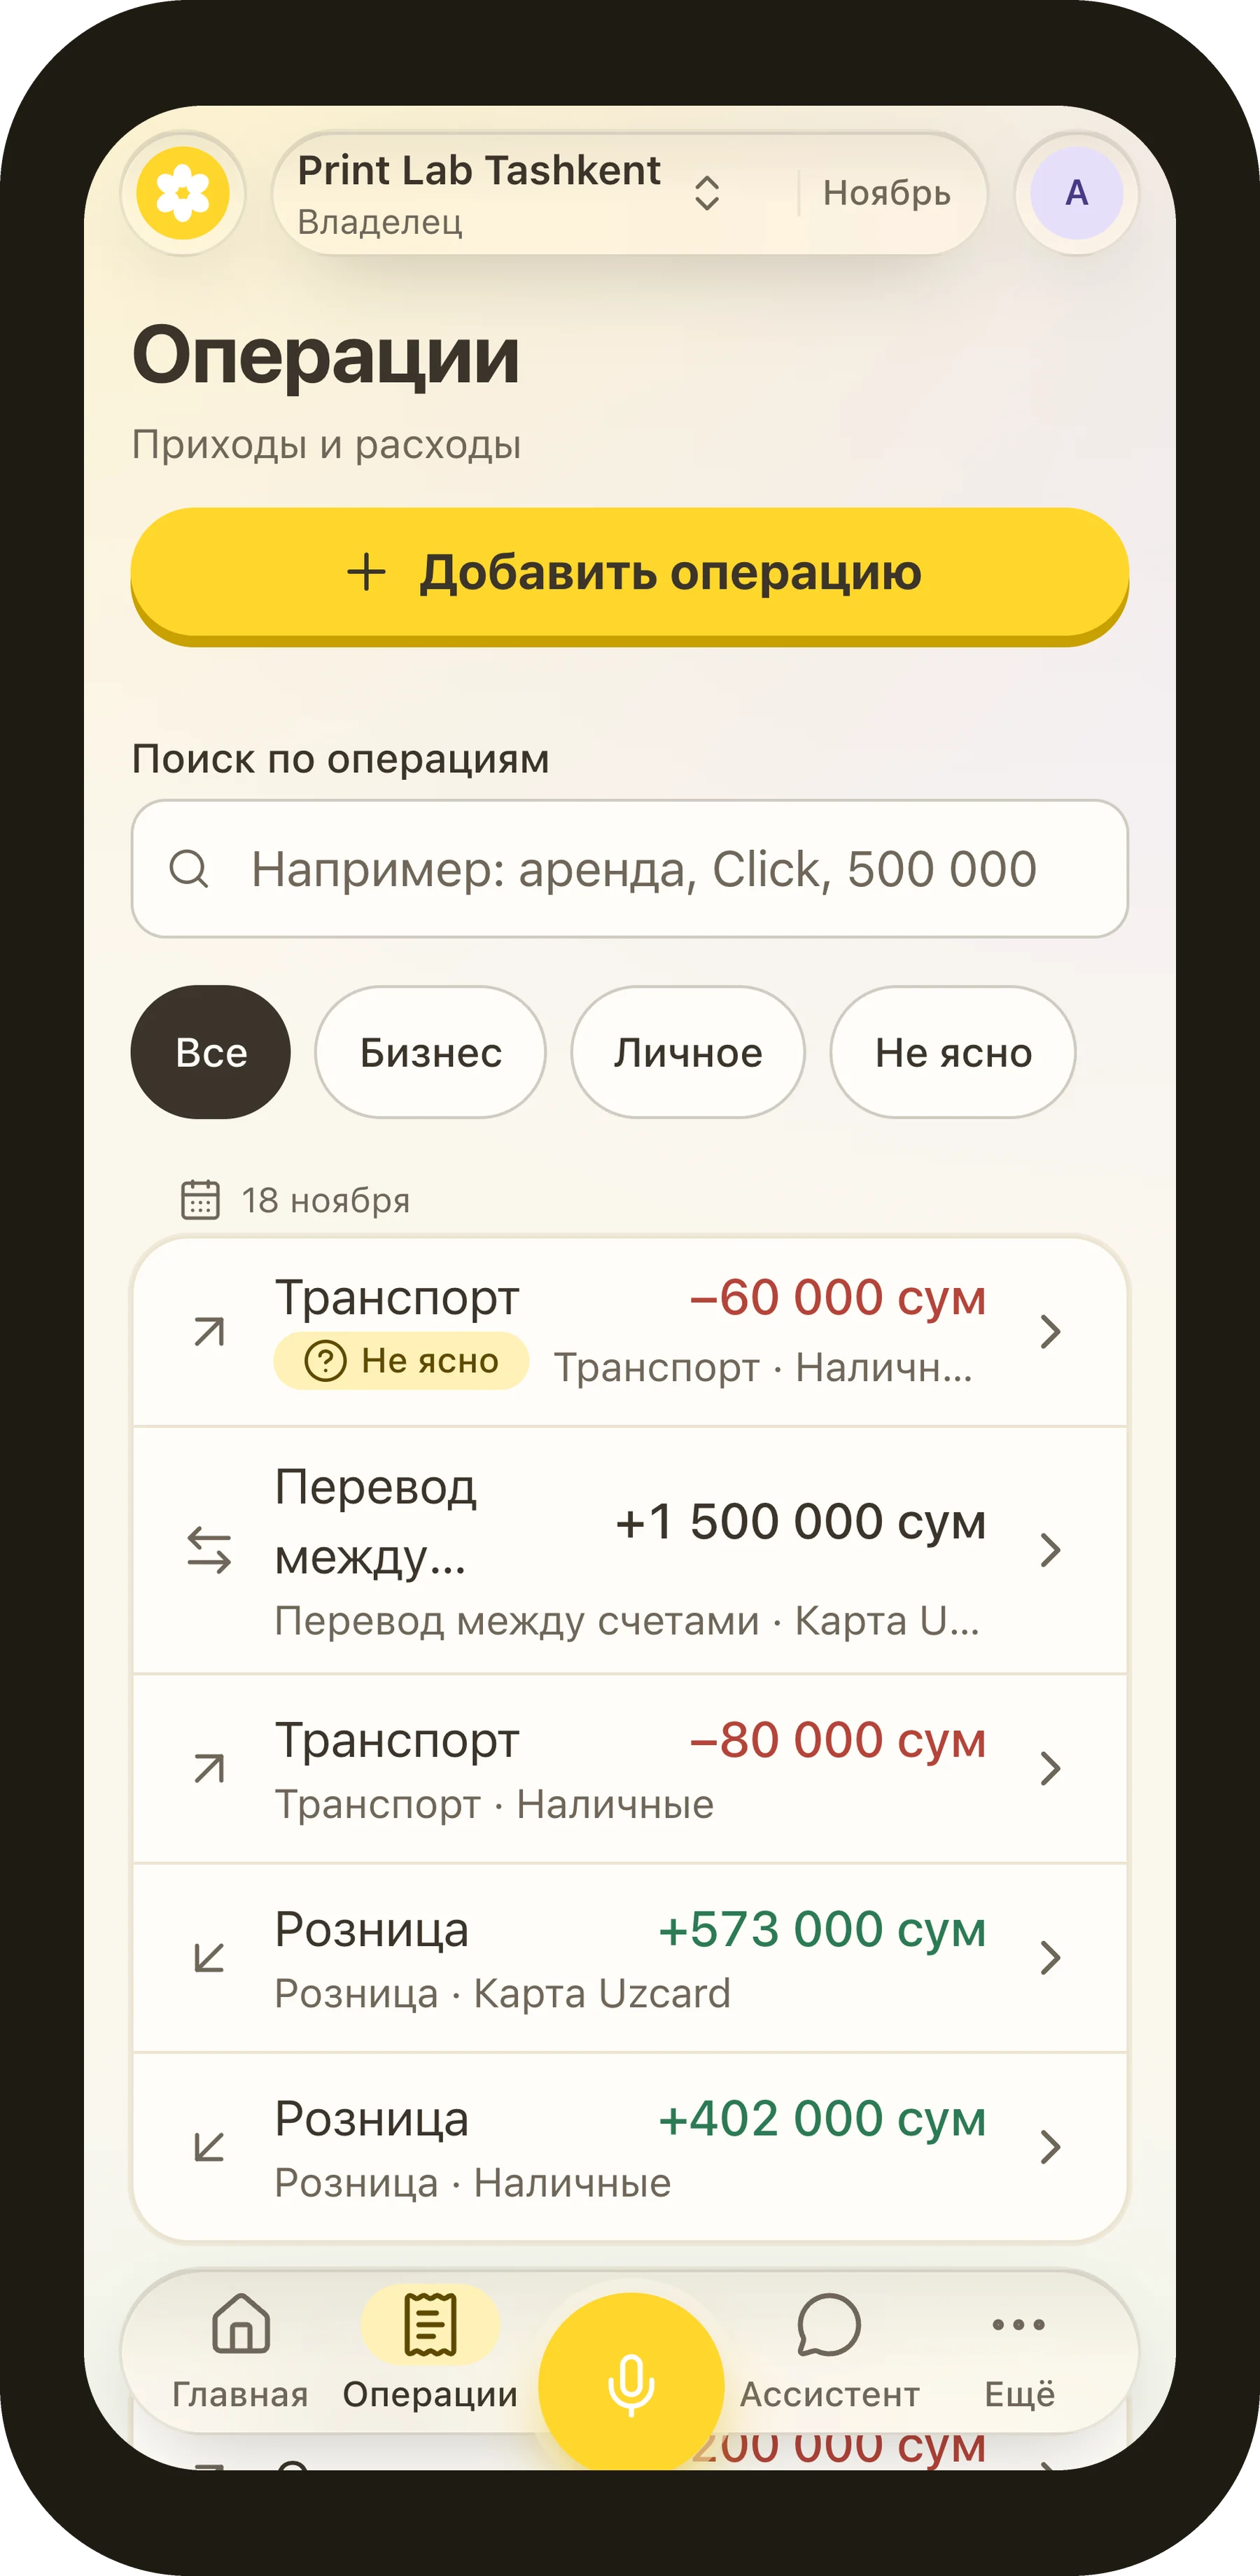 Print Lab Tashkent
Владелец
Ноябрь
A
Операции
Приходы и расходы
Добавить операцию
Поиск по операциям
Например: аренда, Click, 500 000
Все
Бизнес
Личное
Не ясно
18 ноября
Транспорт
–60 000 сум
Не ясно
Транспорт · Наличн...
Перевод
между...
+1 500 000 сум
Перевод между счетами · Карта U...
Транспорт
–80 000 сум
Транспорт · Наличные
Розница
+573 000 сум
Розница · Карта Uzcard
Розница
+402 000 сум
Розница · Наличные
Главная
Операции
Ассистент
Ещё
200 000 сум